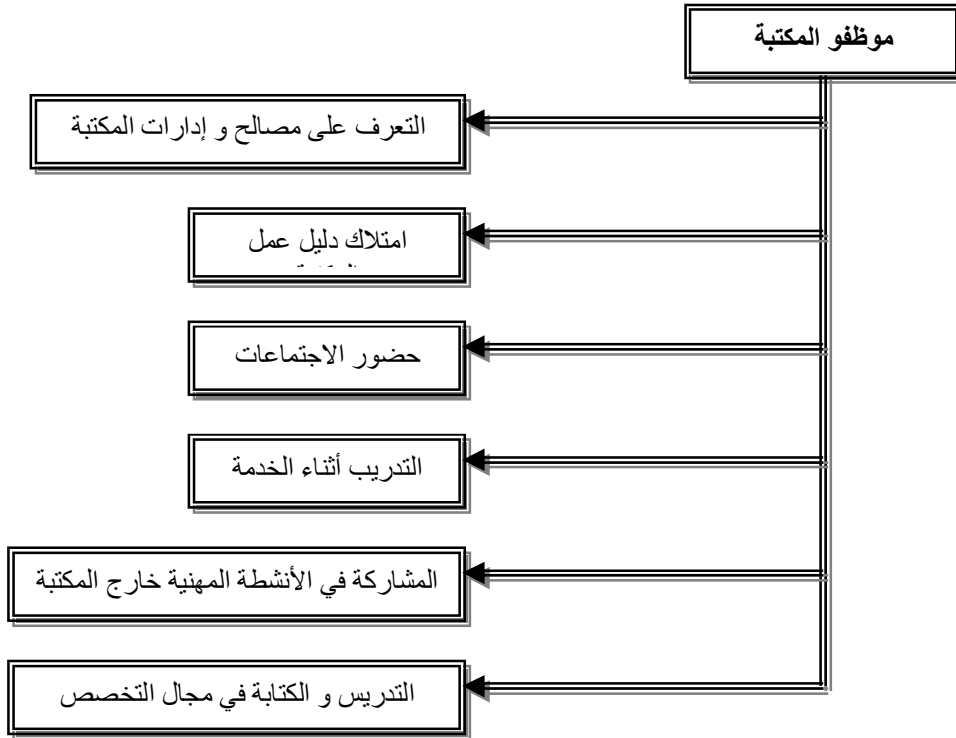 موظفو المكتبة
التعرف على مصالح و إدارات المكتبة
امتلاك دليل عمل
حضور الاجتماعات
التدريب أثناء الخدمة
المشاركة في الأنشطة المهنية خارج المكتبة
التدريس و الكتابة في مجال التخصص